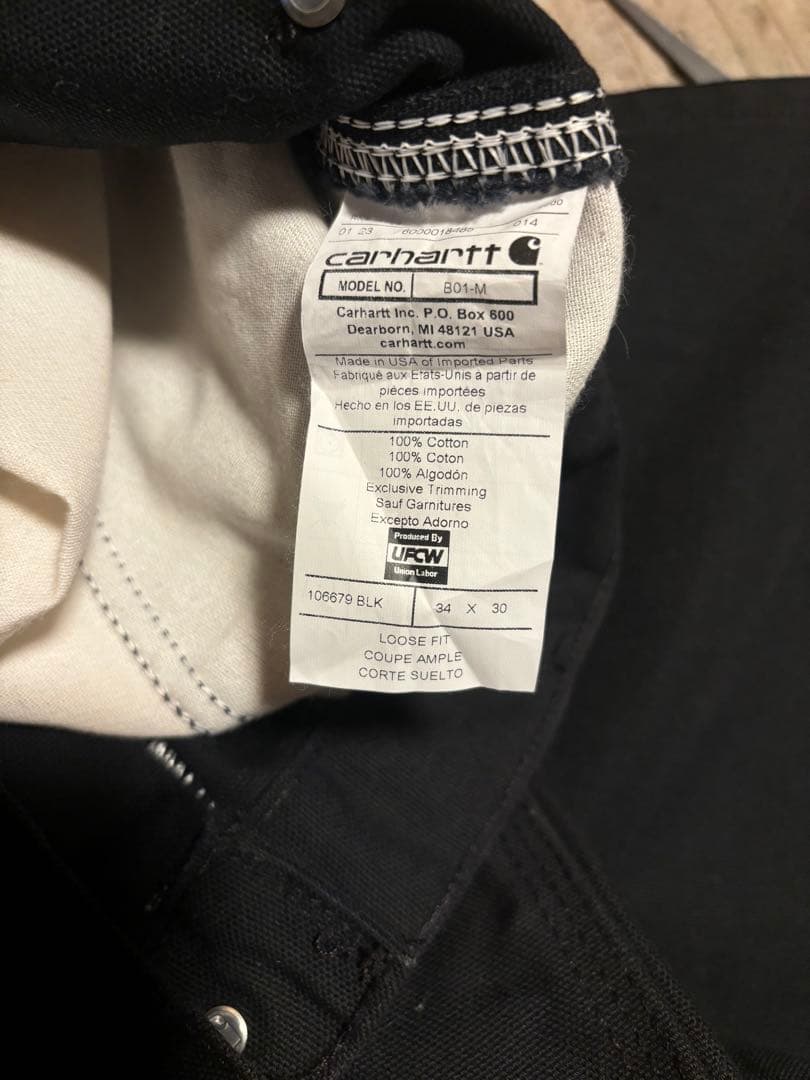 01 23 6000018486 014
carhartt
MODEL NO. B01-M
Carhartt Inc. P.O. Box 600
Dearborn, MI 48121 USA
carhartt.com
Made in USA of Imported Parts
Fabriqué aux Etats-Unis à partir de
pièces importées
Hecho en los EE.UU. de piezas
importadas
100% Cotton
100% Coton
100% Algodón
Exclusive Trimming
Sauf Garnitures
Excepto Adorno
Produced By
UFCW
Union Labor
106679 BLK 34 X 30
LOOSE FIT
COUPE AMPLE
CORTE SUELTO